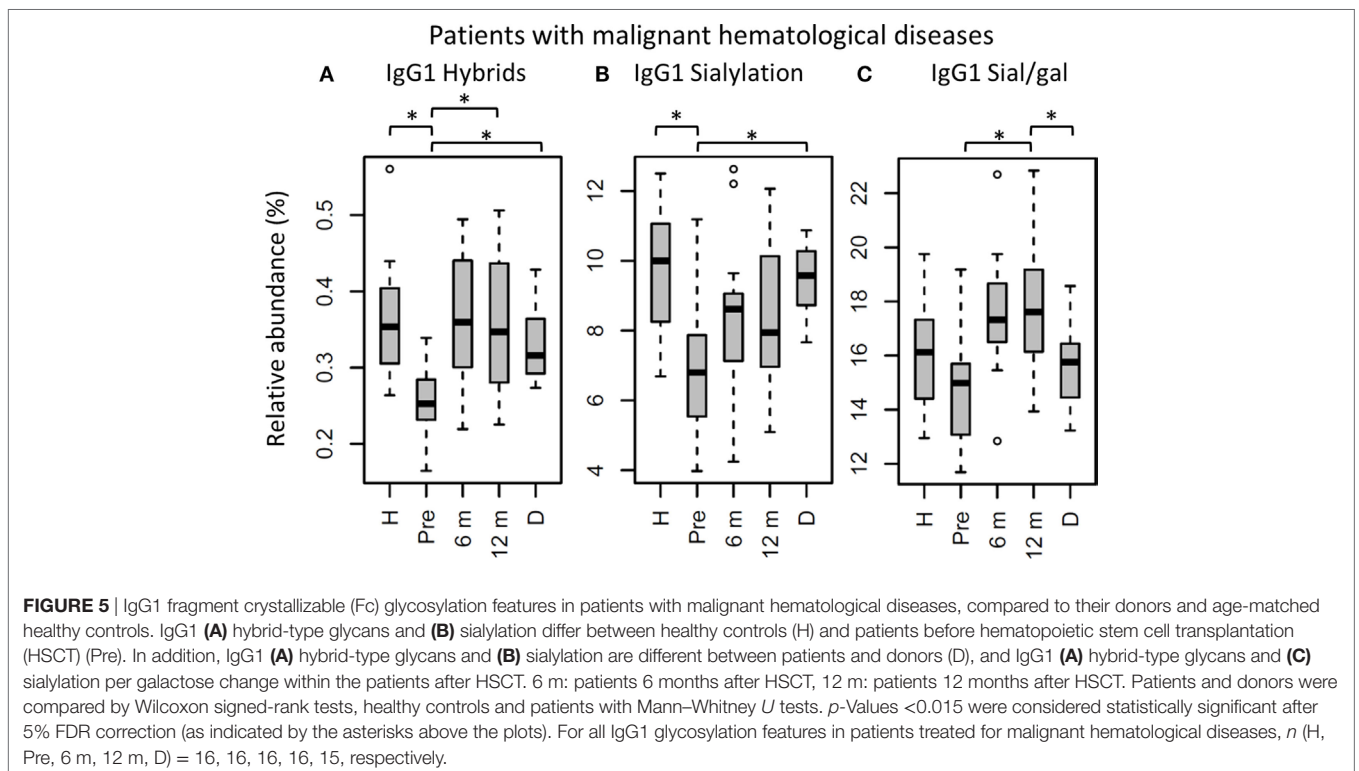 Patients with malignant hematological diseases
A IgG1 Hybrids B IgG1 Sialylation C IgG1 Sial/gal
* * * * * * *
Relative abundance (%)
0.5
0.4
0.3
0.2
H Pre 6 m 12 m D
12
10
8
6
4
H Pre 6 m 12 m D
22
20
18
16
14
12
H Pre 6 m 12 m D
FIGURE 5 | IgG1 fragment crystallizable (Fc) glycosylation features in patients with malignant hematological diseases, compared to their donors and age-matched
healthy controls. IgG1 (A) hybrid-type glycans and (B) sialylation differ between healthy controls (H) and patients before hematopoietic stem cell transplantation
(HSCT) (Pre). In addition, IgG1 (A) hybrid-type glycans and (B) sialylation are different between patients and donors (D), and IgG1 (A) hybrid-type glycans and (C)
sialylation per galactose change within the patients after HSCT. 6 m: patients 6 months after HSCT, 12 m: patients 12 months after HSCT. Patients and donors were
compared by Wilcoxon signed-rank tests, healthy controls and patients with Mann–Whitney U tests. p-Values <0.015 were considered statistically significant after
5% FDR correction (as indicated by the asterisks above the plots). For all IgG1 glycosylation features in patients treated for malignant hematological diseases, n (H,
Pre, 6 m, 12 m, D) = 16, 16, 16, 16, 15, respectively.